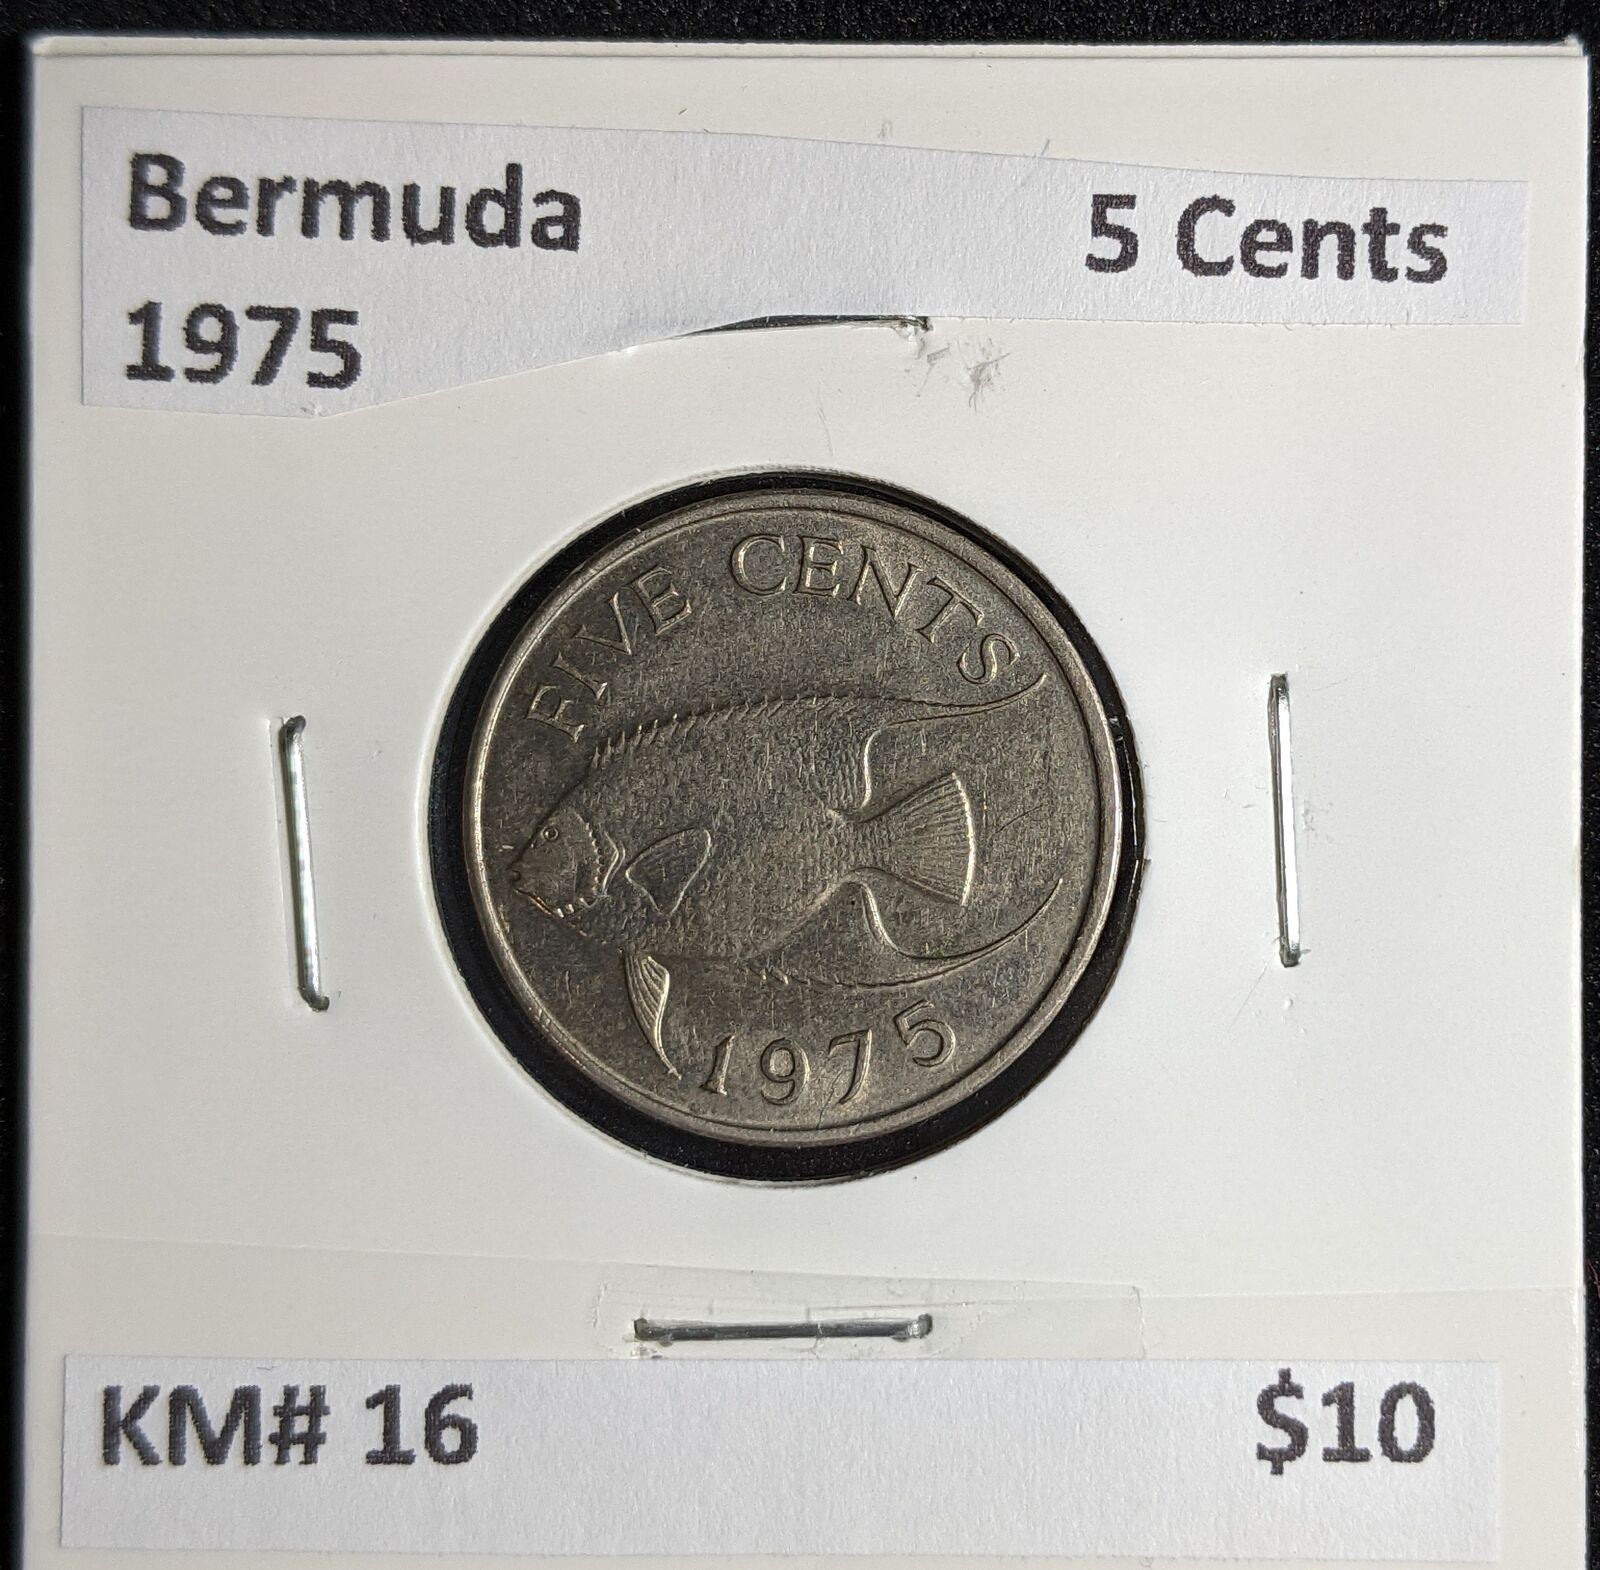 Bermuda 5 Cents
1975
FIVE CENTS
1975
KM# 16 $10